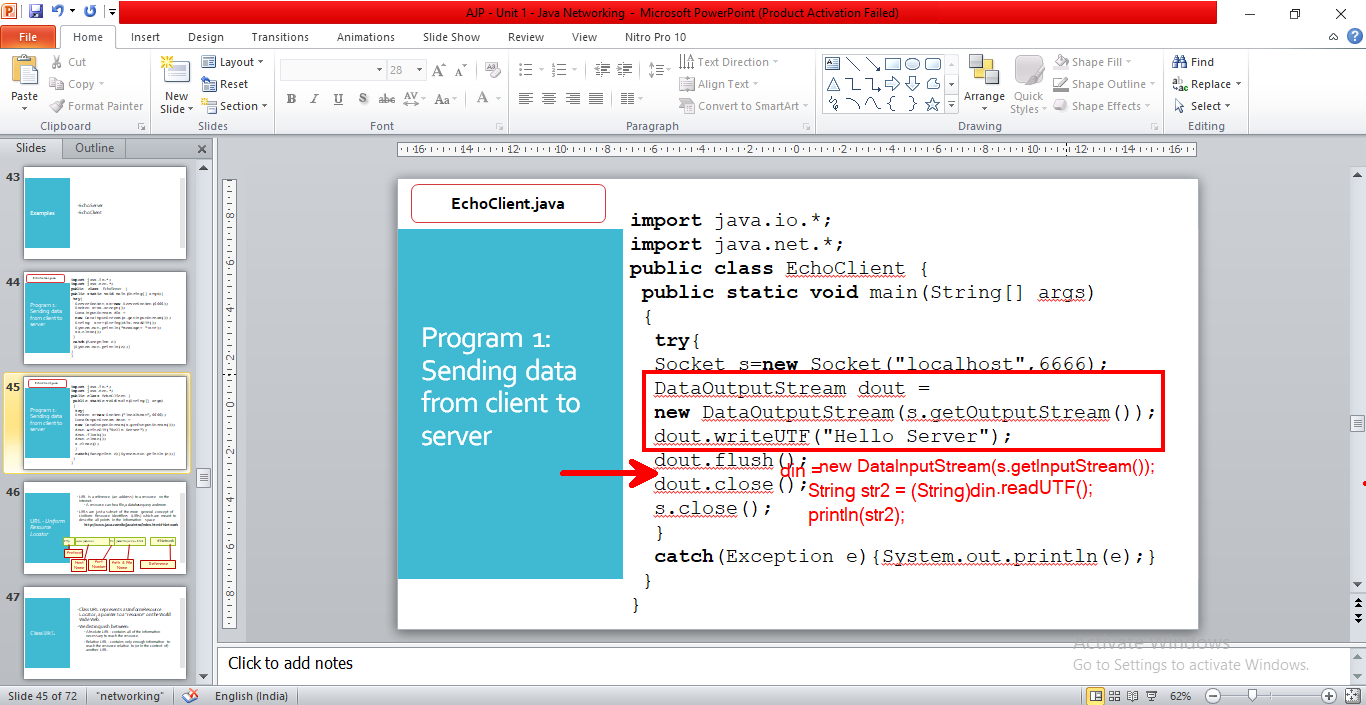 AJP - Unit 1 - Java Networking - Microsoft PowerPoint (Product Activation Failed)
File Home Insert Design Transitions Animations Slide Show Review View Nitro Pro 10
Paste
Cut
Copy
Format Painter
Clipboard
New Slide
Layout
Reset
Section
Slides
28
B I U S abc AV Aa A
Font
Text Direction
Align Text
Convert to SmartArt
Paragraph
Arrange
Quick Styles
Shape Fill
Shape Outline
Shape Effects
Drawing
Find
Replace
Select
Editing
Slides Outline
43
Examples
EchoServer
EchoClient
44
Program 1:
Sending data
from client to
server
45
Program 1:
Sending data
from client to
server
46
URL - Uniform
Resource
Locator
47
Class URL
EchoClient.java
Program 1:
Sending data
from client to
server
import java.io.*;
import java.net.*;
public class EchoClient {
public static void main(String[] args)
{
try{
Socket s=new Socket("localhost",6666);
DataOutputStream dout =
new DataOutputStream(s.getOutputStream());
dout.writeUTF("Hello Server");
dout.flush();
din =new DataInputStream(s.getInputStream());
dout.close();
String str2 = (String)din.readUTF();
s.close();
println(str2);
}
catch(Exception e){System.out.println(e);}
}
}
Activate Windows
Go to Settings to activate Windows.
Click to add notes
Slide 45 of 72 "networking" English (India) 62%